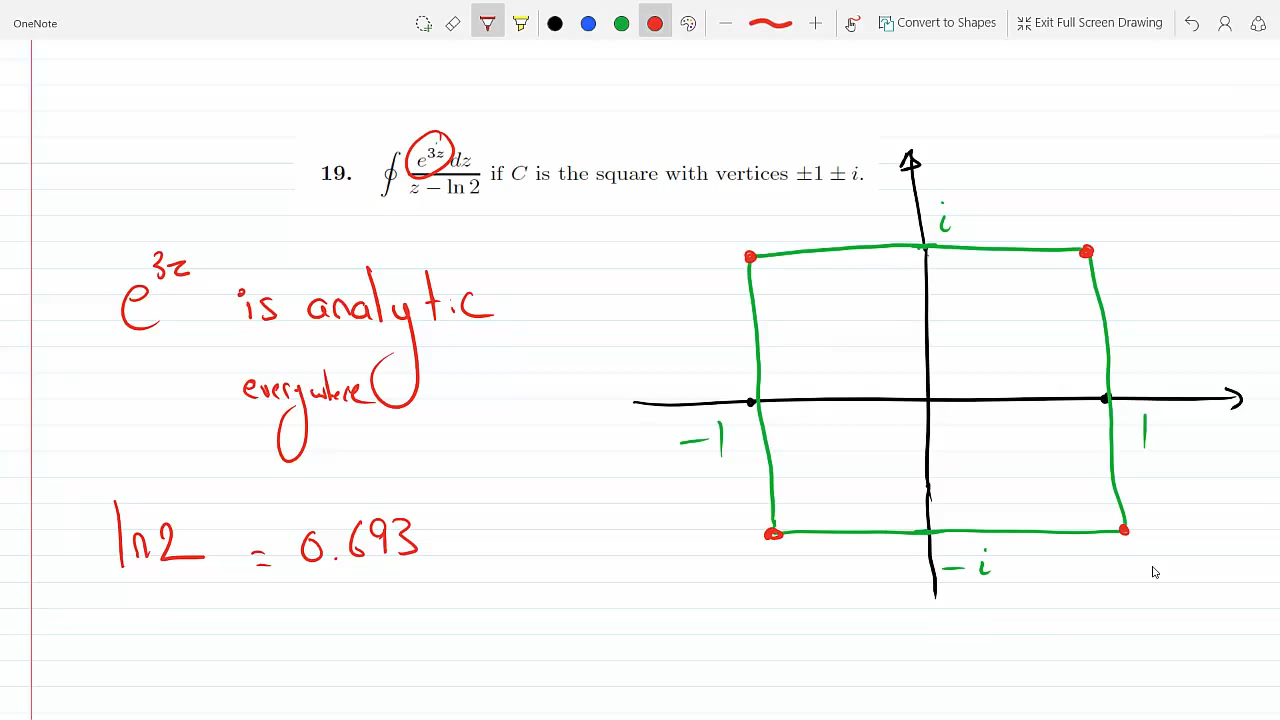 OneNote
Convert to Shapes
Exit Full Screen Drawing
19. ∮ e^{3z} dz / (z − ln 2) if C is the square with vertices ±1 ± i.
i
e^{3z} is analytic
everywhere
-1
1
ln2 = 0.693
-i